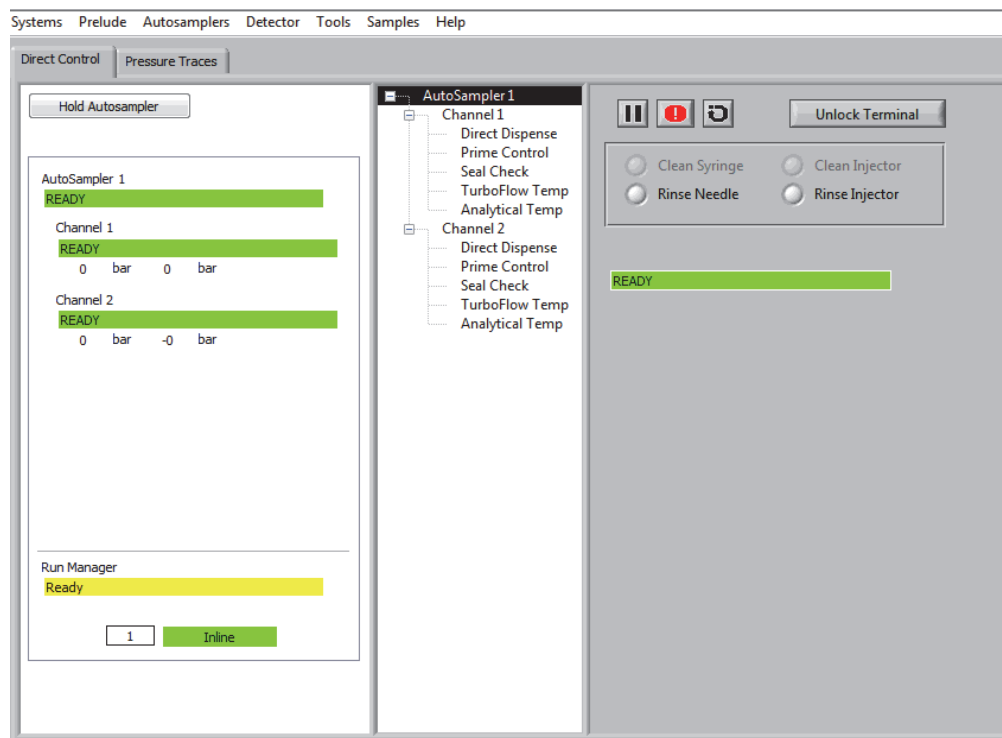 Systems Prelude Autosamplers Detector Tools Samples Help
Direct Control Pressure Traces
Hold Autosampler
AutoSampler 1
READY
Channel 1
READY
0 bar 0 bar
Channel 2
READY
0 bar -0 bar
Run Manager
Ready
1 Inline
AutoSampler 1
Channel 1
Direct Dispense
Prime Control
Seal Check
TurboFlow Temp
Analytical Temp
Channel 2
Direct Dispense
Prime Control
Seal Check
TurboFlow Temp
Analytical Temp
Unlock Terminal
Clean Syringe Clean Injector
Rinse Needle Rinse Injector
READY